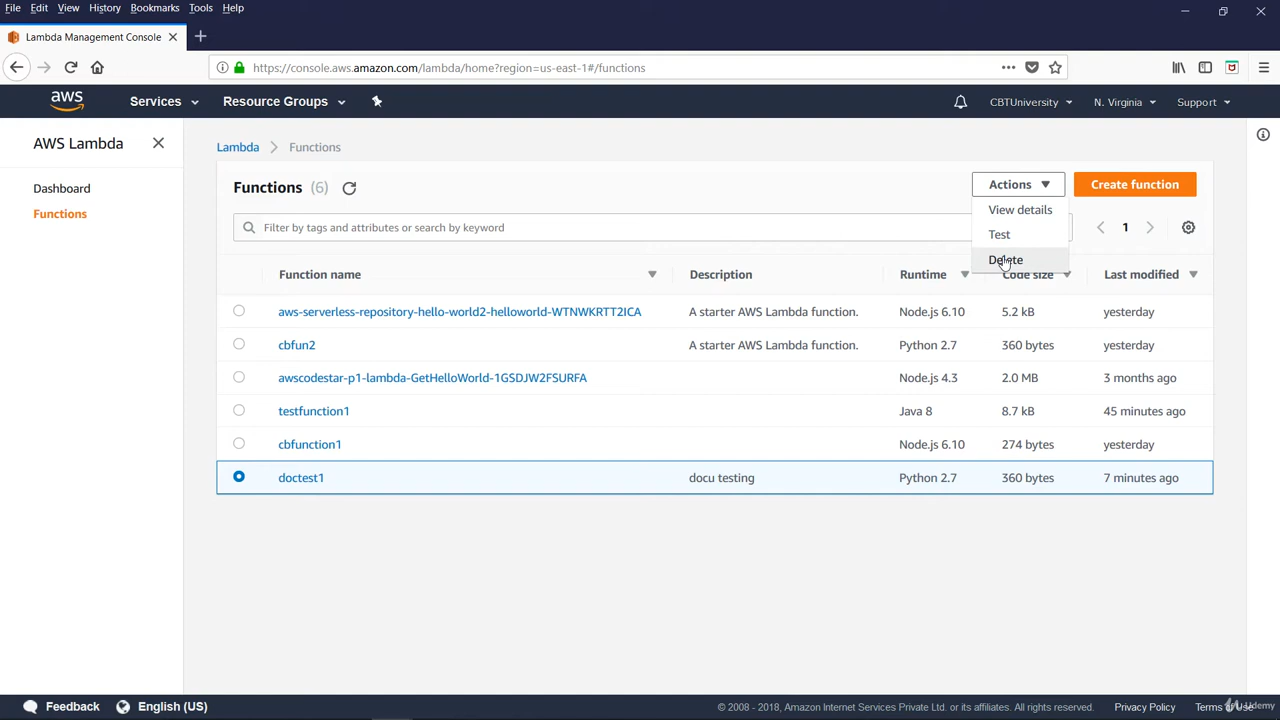 File Edit View History Bookmarks Tools Help
Lambda Management Console
https://console.aws.amazon.com/lambda/home?region=us-east-1#/functions
aws Services Resource Groups CBTUniversity N. Virginia Support
AWS Lambda
Dashboard
Functions
Lambda Functions
Functions (6)
Actions Create function
View details
Test
Delete
Filter by tags and attributes or search by keyword
1
Function name Description Runtime Code size Last modified
aws-serverless-repository-hello-world2-helloworld-WTNWKRTT2ICA A starter AWS Lambda function. Node.js 6.10 5.2 kB yesterday
cbfun2 A starter AWS Lambda function. Python 2.7 360 bytes yesterday
awscodestar-p1-lambda-GetHelloWorld-1GSDJW2FSURFA Node.js 4.3 2.0 MB 3 months ago
testfunction1 Java 8 8.7 kB 45 minutes ago
cbfunction1 Node.js 6.10 274 bytes yesterday
doctest1 docu testing Python 2.7 360 bytes 7 minutes ago
Feedback English (US) © 2008 - 2018, Amazon Internet Services Private Ltd. or its affiliates. All rights reserved. Privacy Policy Terms of Use
Udemy